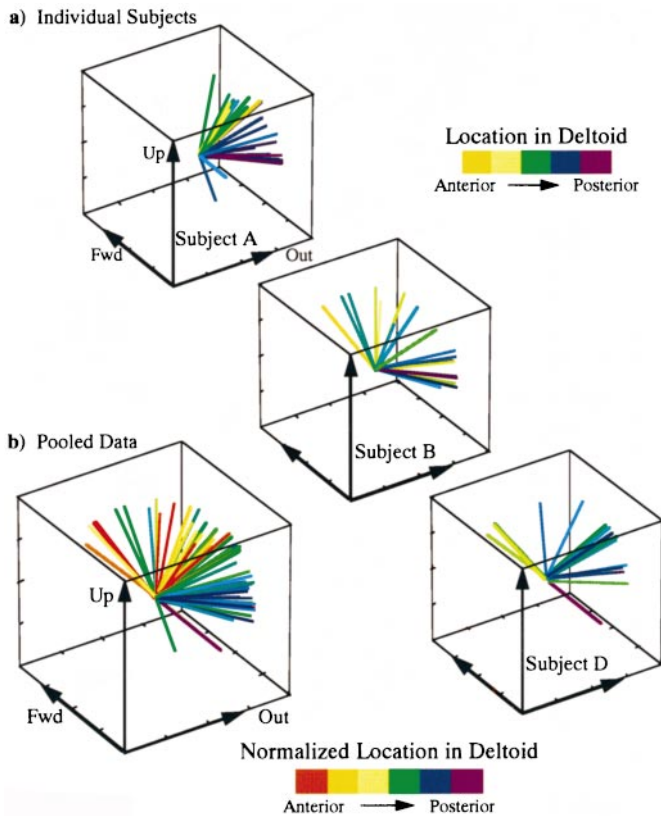 a) Individual Subjects
Up
Fwd
Subject A
Out
Location in Deltoid
Anterior
Posterior
Subject B
b) Pooled Data
Up
Fwd
Out
Subject D
Normalized Location in Deltoid
Anterior
Posterior